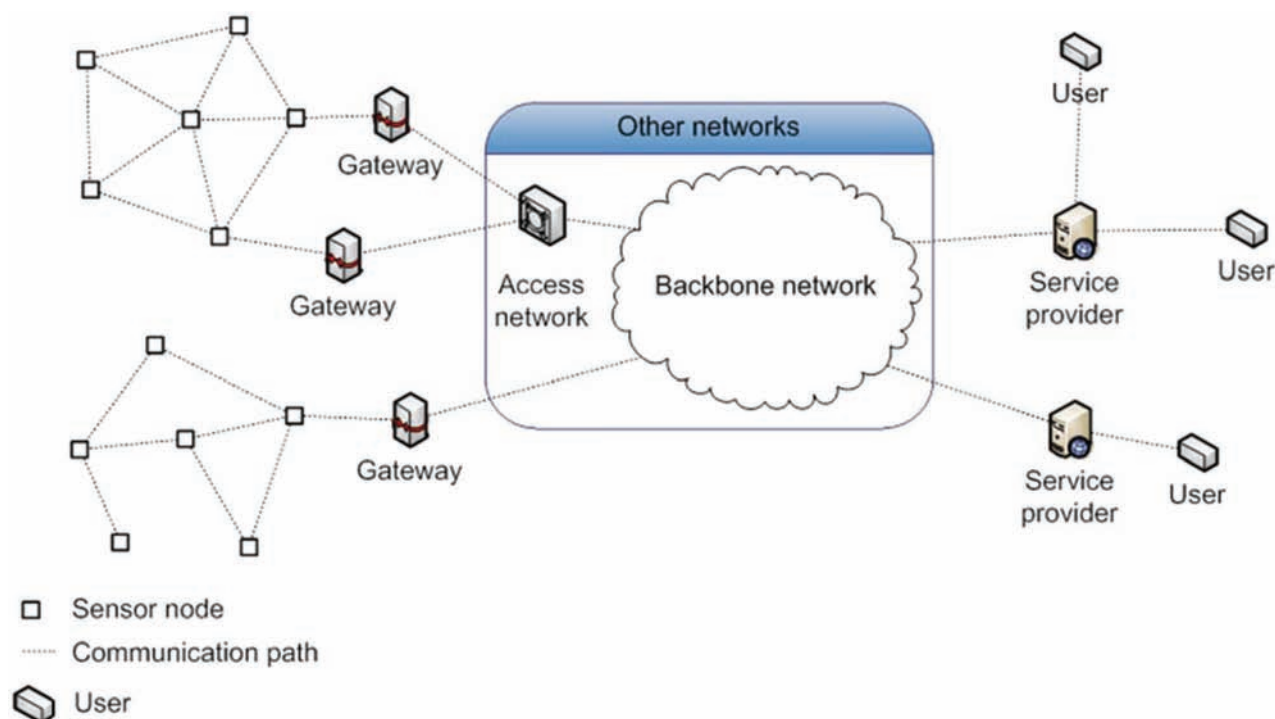 User
Other networks
Gateway
Gateway
Access
network
Backbone network
Service
provider
User
Gateway
Service
provider
User
Sensor node
Communication path
User